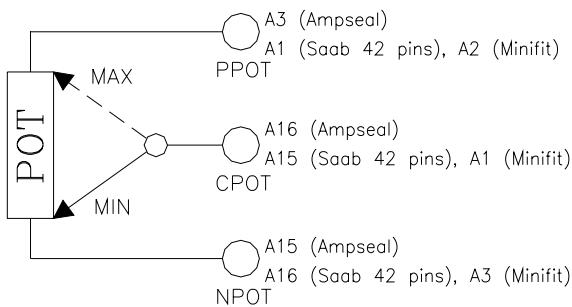 A3 (Ampseal)
A1 (Saab 42 pins), A2 (Minifit)
PPOT
MAX
POT
A16 (Ampseal)
A15 (Saab 42 pins), A1 (Minifit)
CPOT
MIN
A15 (Ampseal)
A16 (Saab 42 pins), A3 (Minifit)
NPOT